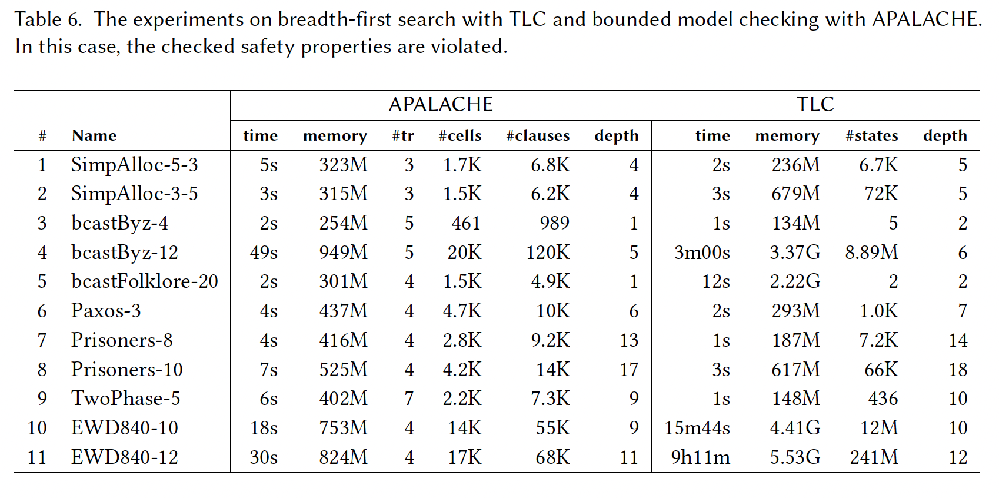 Table 6. The experiments on breadth-first search with TLC and bounded model checking with APALACHE.
In this case, the checked safety properties are violated.
APALACHE TLC
# Name time memory #tr #cells #clauses depth time memory #states depth
1 SimpAlloc-5-3 5s 323M 3 1.7K 6.8K 4 2s 236M 6.7K 5
2 SimpAlloc-3-5 3s 315M 3 1.5K 6.2K 4 3s 679M 72K 5
3 bcastByz-4 2s 254M 5 461 989 1 1s 134M 5 2
4 bcastByz-12 49s 949M 5 20K 120K 5 3m00s 3.37G 8.89M 6
5 bcastFolklore-20 2s 301M 4 1.5K 4.9K 1 12s 2.22G 2 2
6 Paxos-3 4s 437M 4 4.7K 10K 6 2s 293M 1.0K 7
7 Prisoners-8 4s 416M 4 2.8K 9.2K 13 1s 187M 7.2K 14
8 Prisoners-10 7s 525M 4 4.2K 14K 17 3s 617M 66K 18
9 TwoPhase-5 6s 402M 7 2.2K 7.3K 9 1s 148M 436 10
10 EWD840-10 18s 753M 4 14K 55K 9 15m44s 4.41G 12M 10
11 EWD840-12 30s 824M 4 17K 68K 11 9h11m 5.53G 241M 12